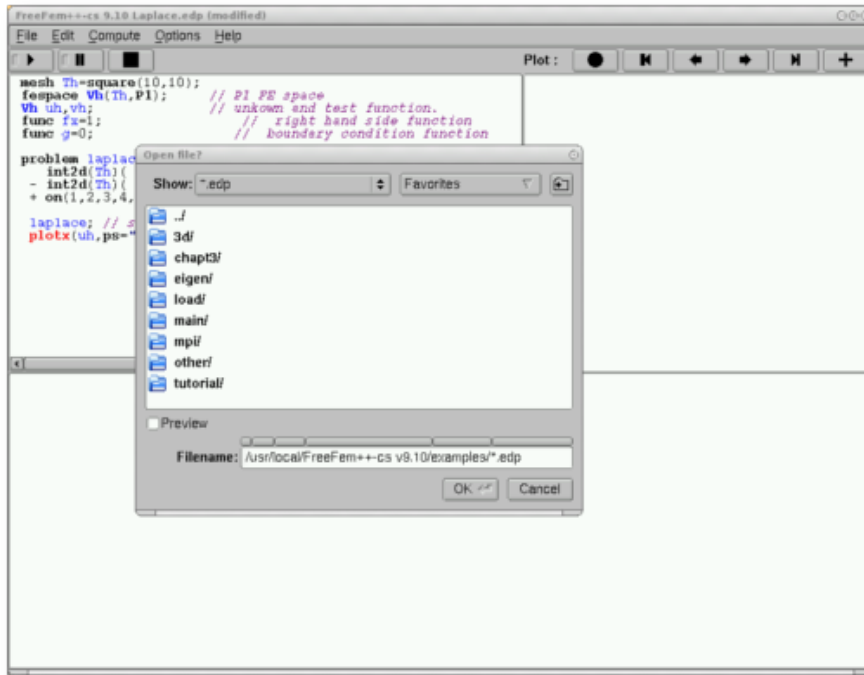 FreeFem++-cs 9.10 Laplace.edp (modified)
File Edit Compute Options Help
Plot :
mesh Th=square(10,10);
fespace Vh(Th,P1); // P1 FE space
Vh uh,vh; // unkown and test function.
func fx=1; // right hand side function
func g=0; // boundary condition function
problem laplac
int2d(Th)(
- int2d(Th)(
+ on(1,2,3,4,
laplace; // s
plotx(uh,ps="
Open file?
Show: *.edp Favorites
../
3d/
chapt3/
eigen/
load/
main/
mpi/
other/
tutorial/
Preview
Filename: /usr/local/FreeFem++-cs v9.10/examples/*.edp
OK Cancel